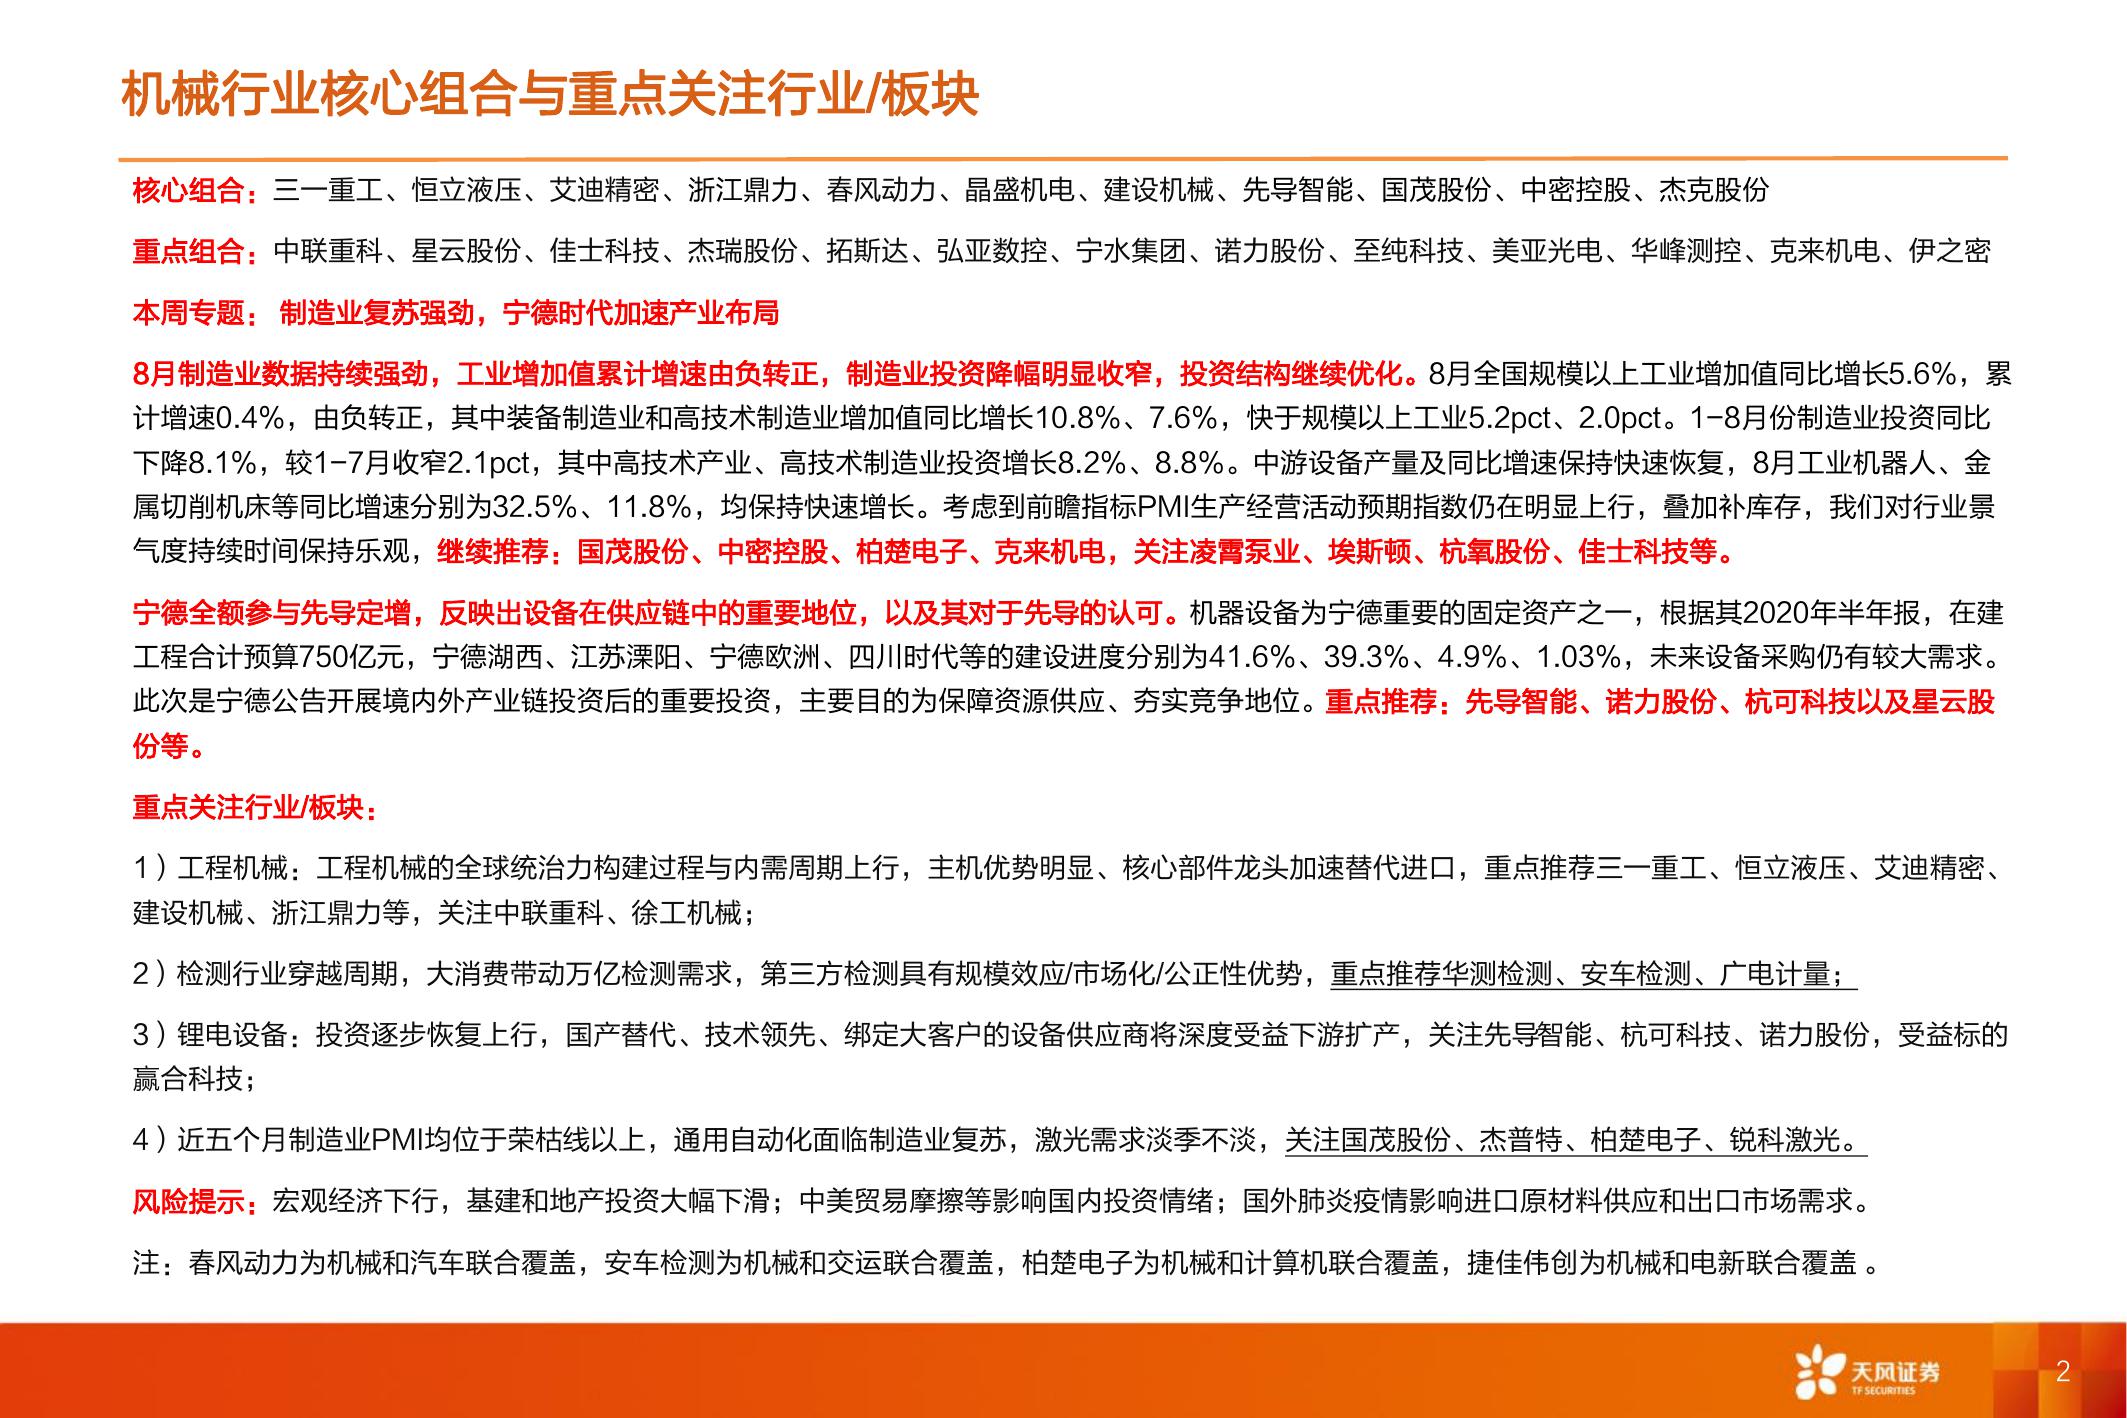 机械行业核心组合与重点关注行业/板块
核心组合：三一重工、恒立液压、艾迪精密、浙江鼎力、春风动力、晶盛机电、建设机械、先导智能、国茂股份、中密控股、杰克股份
重点组合：中联重科、星云股份、佳士科技、杰瑞股份、拓斯达、弘亚数控、宁水集团、诺力股份、至纯科技、美亚光电、华峰测控、克来机电、伊之密
本周专题： 制造业复苏强劲，宁德时代加速产业布局
8月制造业数据持续强劲，工业增加值累计增速由负转正，制造业投资降幅明显收窄，投资结构继续优化。8月全国规模以上工业增加值同比增长5.6%，累
计增速0.4%，由负转正，其中装备制造业和高技术制造业增加值同比增长10.8%、7.6%，快于规模以上工业5.2pct、2.0pct。1-8月份制造业投资同比
下降8.1%，较1-7月收窄2.1pct，其中高技术产业、高技术制造业投资增长8.2%、8.8%。中游设备产量及同比增速保持快速恢复，8月工业机器人、金
属切削机床等同比增速分别为32.5%、11.8%，均保持快速增长。考虑到前瞻指标PMI生产经营活动预期指数仍在明显上行，叠加补库存，我们对行业景
气度持续时间保持乐观，继续推荐：国茂股份、中密控股、柏楚电子、克来机电，关注凌霄泵业、埃斯顿、杭氧股份、佳士科技等。
宁德全额参与先导定增，反映出设备在供应链中的重要地位，以及其对于先导的认可。机器设备为宁德重要的固定资产之一，根据其2020年半年报，在建
工程合计预算750亿元，宁德湖西、江苏溧阳、宁德欧洲、四川时代等的建设进度分别为41.6%、39.3%、4.9%、1.03%，未来设备采购仍有较大需求。
此次是宁德公告开展境内外产业链投资后的重要投资，主要目的为保障资源供应、夯实竞争地位。重点推荐：先导智能、诺力股份、杭可科技以及星云股
份等。
重点关注行业/板块：
1）工程机械：工程机械的全球统治力构建过程与内需周期上行，主机优势明显、核心部件龙头加速替代进口，重点推荐三一重工、恒立液压、艾迪精密、
建设机械、浙江鼎力等，关注中联重科、徐工机械；
2）检测行业穿越周期，大消费带动万亿检测需求，第三方检测具有规模效应/市场化/公正性优势，重点推荐华测检测、安车检测、广电计量；
3）锂电设备：投资逐步恢复上行，国产替代、技术领先、绑定大客户的设备供应商将深度受益下游扩产，关注先导智能、杭可科技、诺力股份，受益标的
赢合科技；
4）近五个月制造业PMI均位于荣枯线以上，通用自动化面临制造业复苏，激光需求淡季不淡，关注国茂股份、杰普特、柏楚电子、锐科激光。
风险提示：宏观经济下行，基建和地产投资大幅下滑；中美贸易摩擦等影响国内投资情绪；国外肺炎疫情影响进口原材料供应和出口市场需求。
注：春风动力为机械和汽车联合覆盖，安车检测为机械和交运联合覆盖，柏楚电子为机械和计算机联合覆盖，捷佳伟创为机械和电新联合覆盖 。
天风证券
TF SECURITIES
2